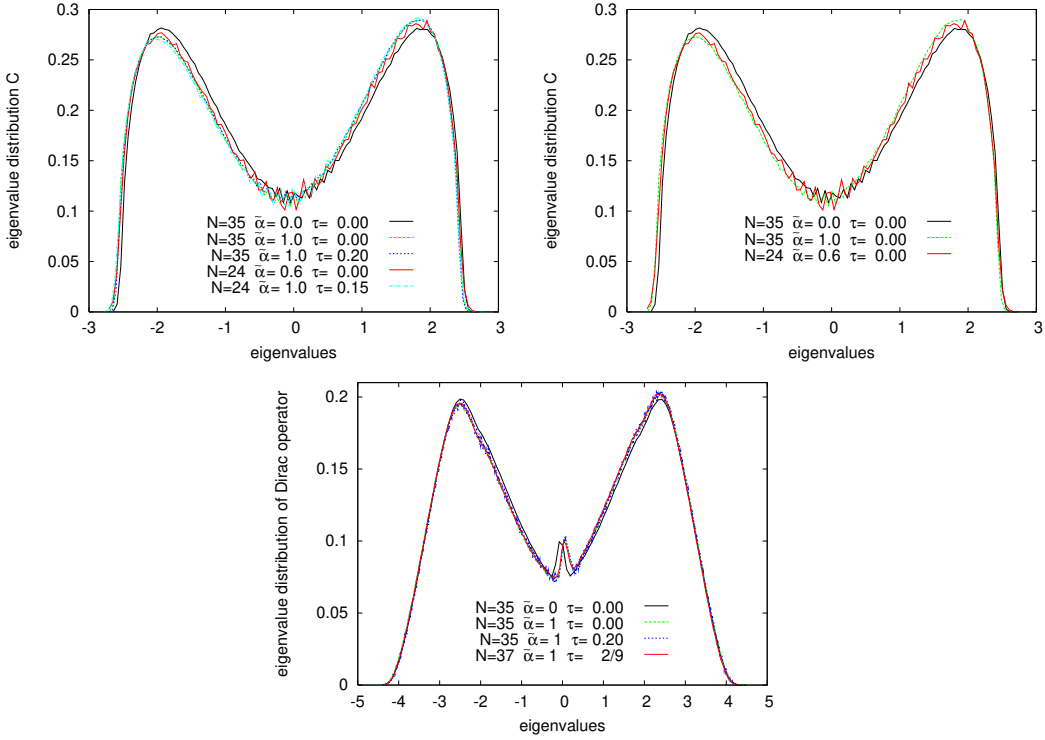 eigenvalue distribution C
0.3
0.25
0.2
0.15
0.1
0.05
0
N=35 α̃= 0.0 τ= 0.00
N=35 α̃= 1.0 τ= 0.00
N=35 α̃= 1.0 τ= 0.20
N=24 α̃= 0.6 τ= 0.00
N=24 α̃= 1.0 τ= 0.15
-3 -2 -1 0 1 2 3
eigenvalues
eigenvalue distribution C
0.3
0.25
0.2
0.15
0.1
0.05
0
N=35 α̃= 0.0 τ= 0.00
N=35 α̃= 1.0 τ= 0.00
N=24 α̃= 0.6 τ= 0.00
-3 -2 -1 0 1 2 3
eigenvalues
eigenvalue distribution of Dirac operator
0.2
0.15
0.1
0.05
0
N=35 α̃= 0 τ= 0.00
N=35 α̃= 1 τ= 0.00
N=35 α̃= 1 τ= 0.20
N=37 α̃= 1 τ= 2/9
-5 -4 -3 -2 -1 0 1 2 3 4 5
eigenvalues